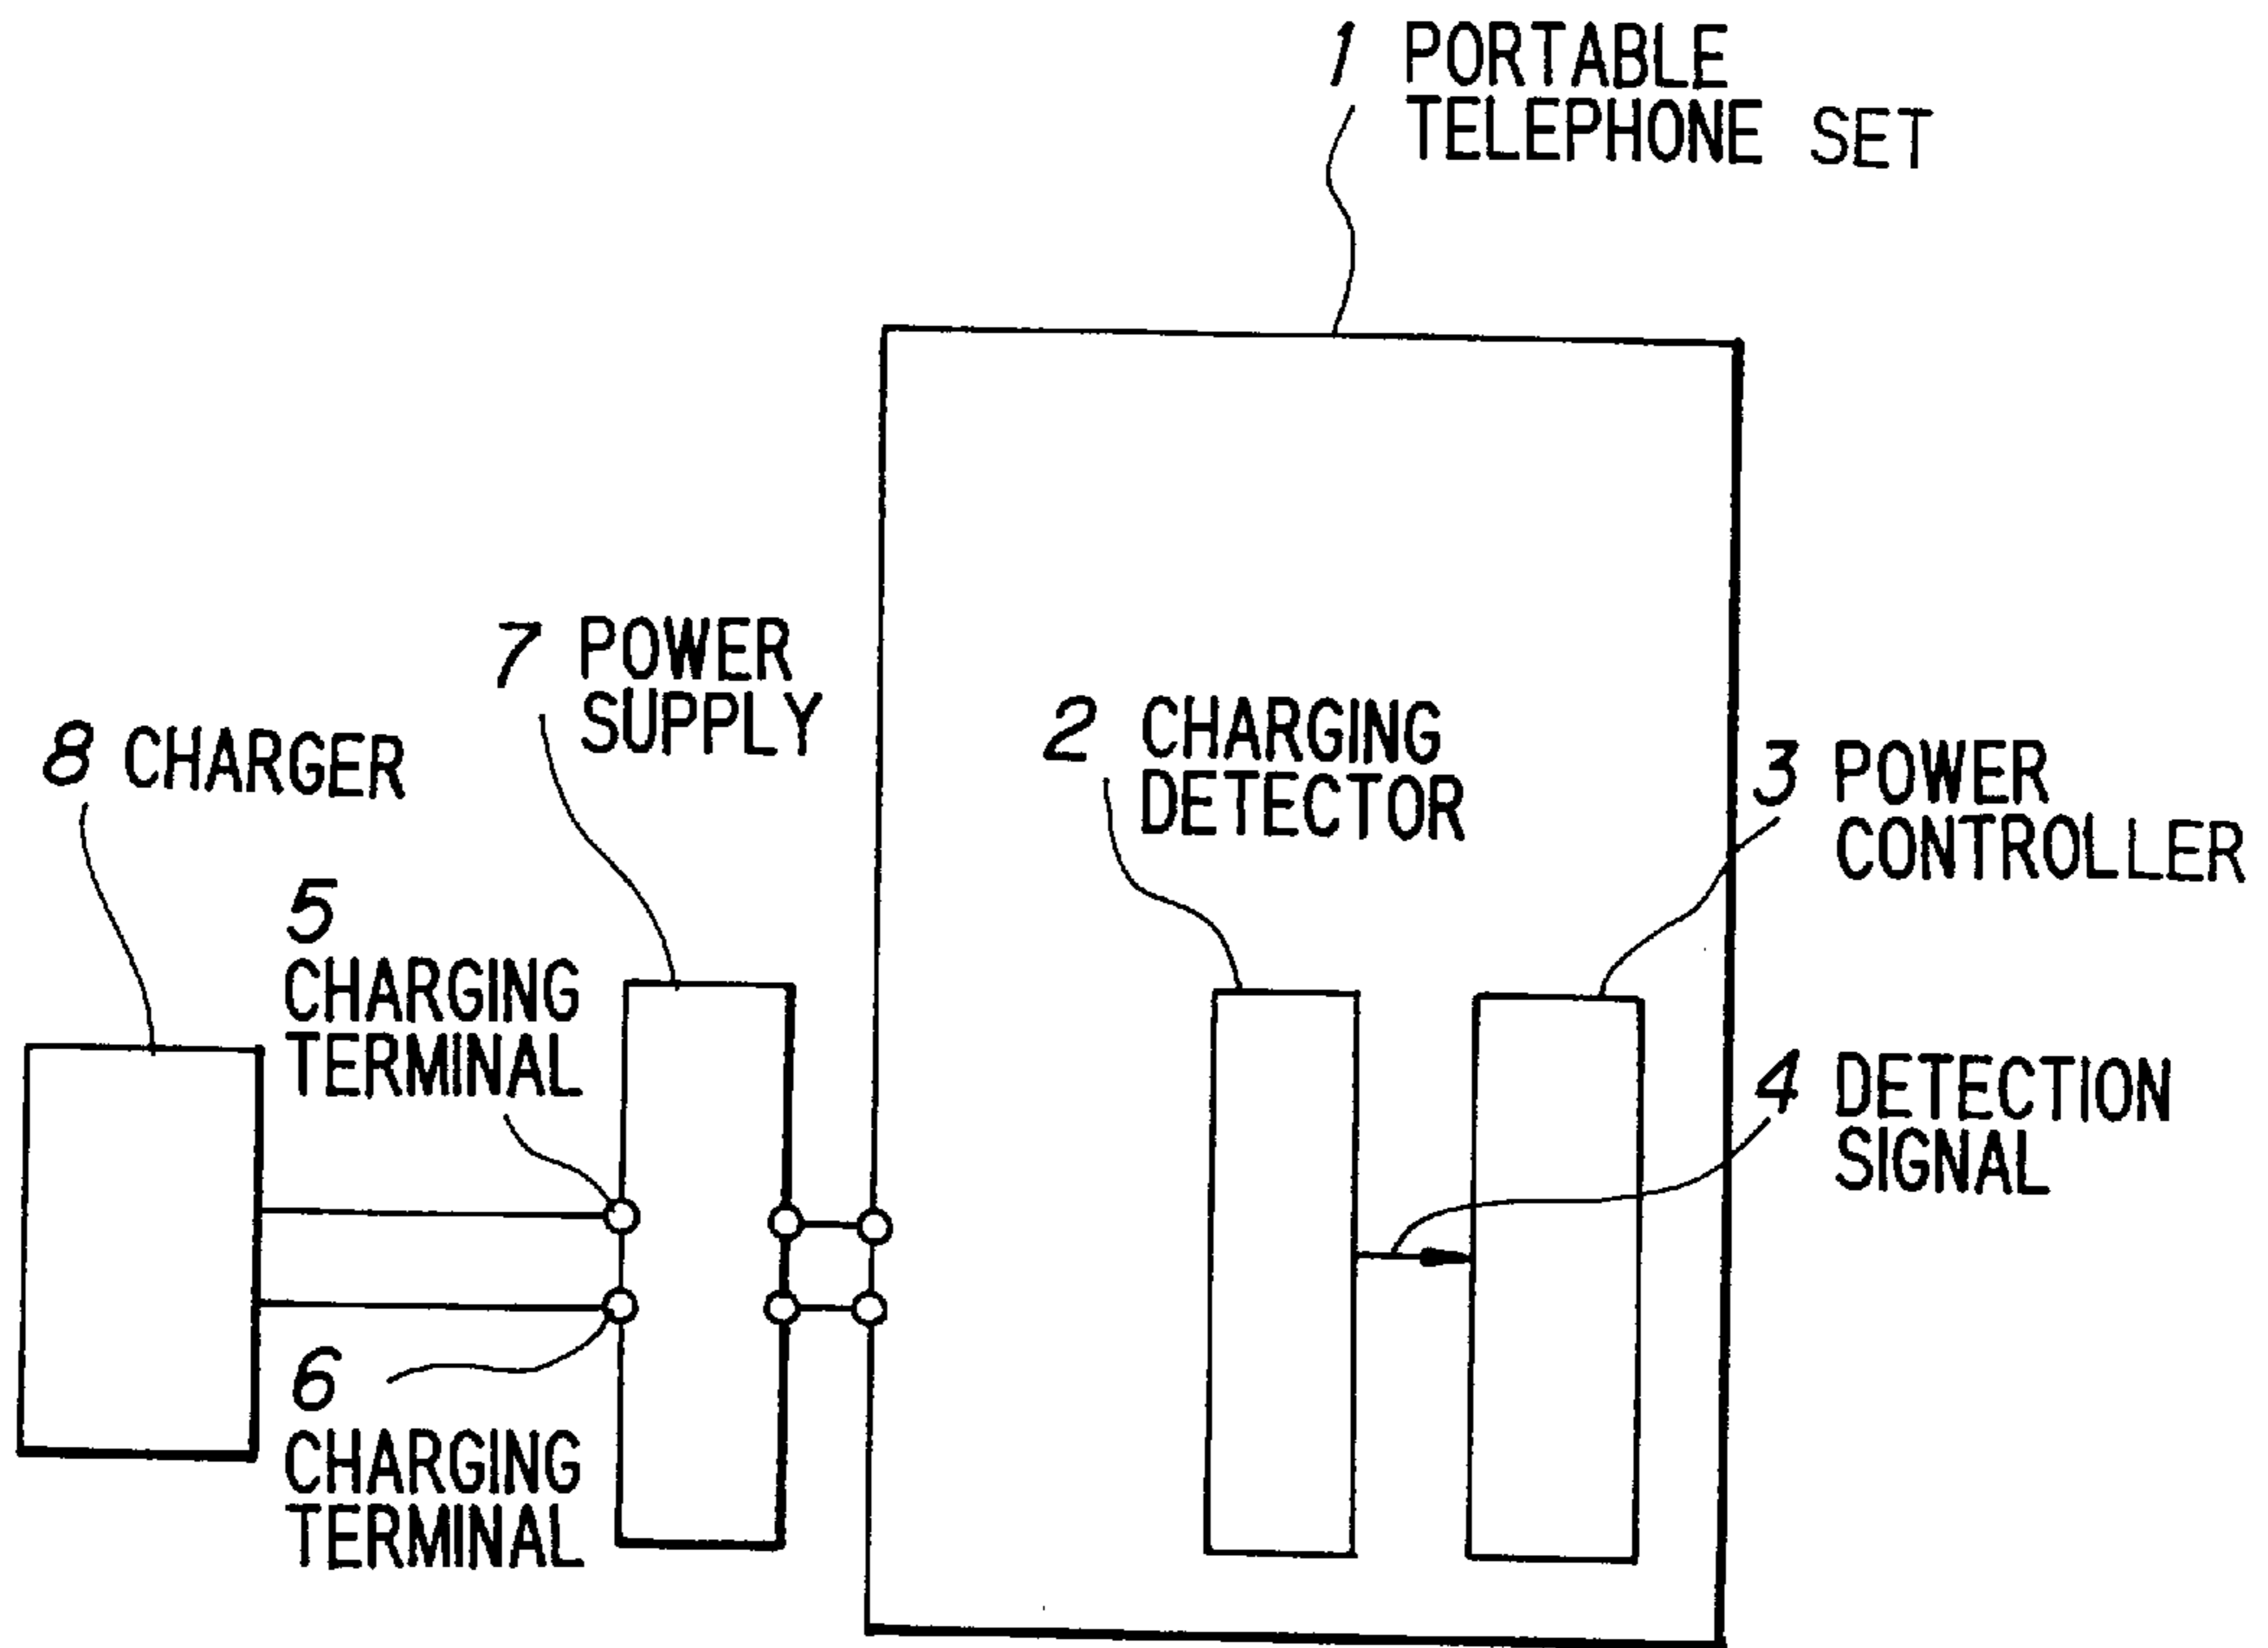 1 PORTABLE
TELEPHONE SET
7 POWER
SUPPLY
8 CHARGER
2 CHARGING
DETECTOR
3 POWER
CONTROLLER
5
CHARGING
TERMINAL
4 DETECTION
SIGNAL
6
CHARGING
TERMINAL